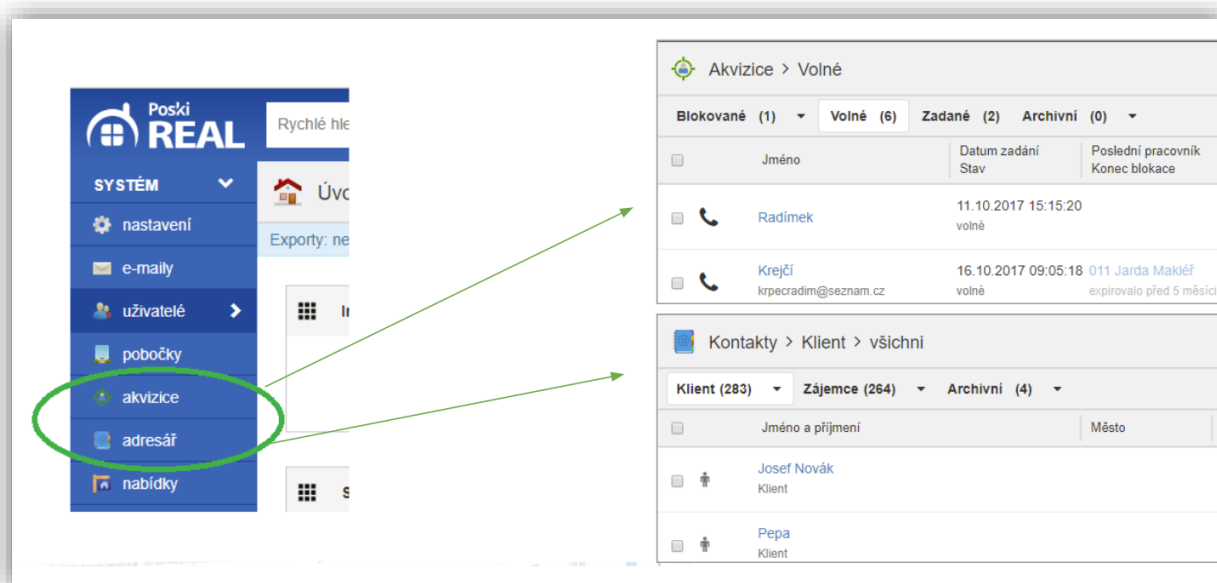 Poski
REAL
Rychlé hle
SYSTÉM
nastavení
e-maily
uživatelé
pobočky
akvizice
adresář
nabídky
Úvo
Exporty: ne
Akvizice > Volné
Blokované (1) Volné (6) Zadané (2) Archivní (0)
Jméno
Datum zadání
Stav
Poslední pracovník
Konec blokace
Radímek
11.10.2017 15:15:20
volné
Krejčí
krpecradim@seznam.cz
16.10.2017 09:05:18
volné
011 Jarda Makléř
expirovalo před 5 měsíci
Kontakty > Klient > všichni
Klient (283) Zájemce (264) Archivní (4)
Jméno a příjmení
Město
Josef Novák
Klient
Pepa
Klient